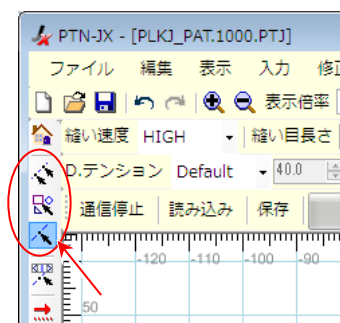 PTN-JX - [PLKJ_PAT.1000.PTJ]
ファイル 編集 表示 入力 修正
表示倍率
縫い速度 HIGH 縫い目長さ
D.テンション Default 40.0
通信停止 読み込み 保存
-120 -110 -100 -90
50